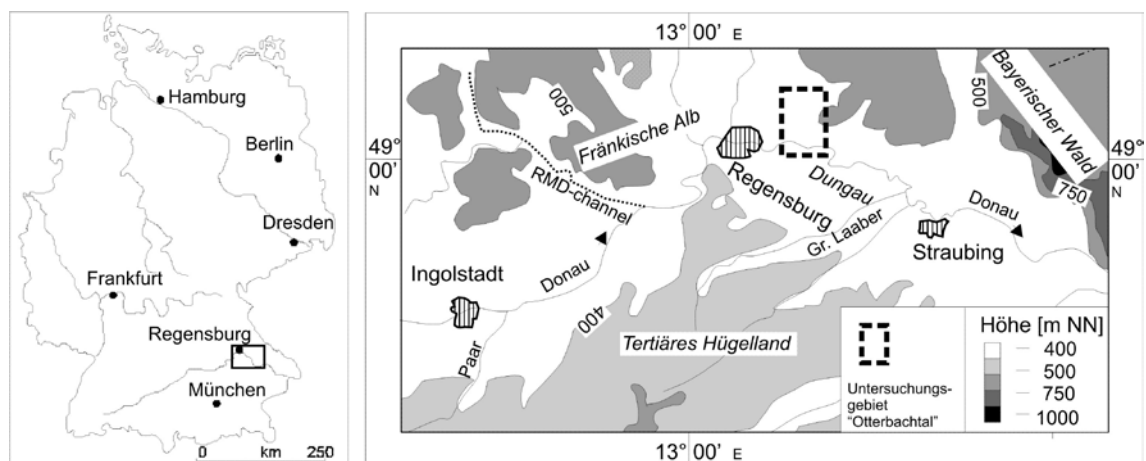 Hamburg
Berlin
Dresden
Frankfurt
Regensburg
München
0 km 250
13°00' E
49°
00'
N
49°
00'
N
500
Fränkische Alb
RMD-channel
Regensburg
Dungau
Gr. Laaber
500
Bayerischer Wald
750
Donau
Straubing
Ingolstadt
Donau
Paar
400
Tertiäres Hügelland
Untersuchungs-
gebiet
"Otterbachtal"
Höhe [m NN]
400
500
750
1000
13°00' E